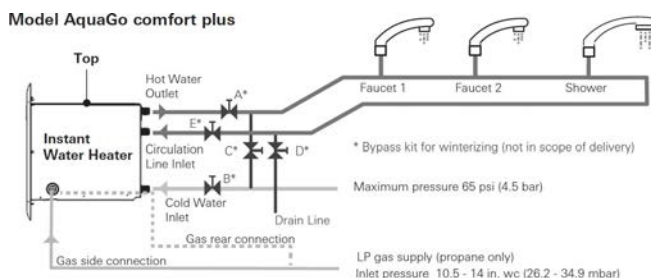 Model AquaGo comfort plus
Top
Hot Water
Outlet
A*
Faucet 1
Faucet 2
Shower
E*
Instant
Water Heater
Circulation
Line Inlet
C*
D*
* Bypass kit for winterizing (not in scope of delivery)
B*
Maximum pressure 65 psi (4.5 bar)
Cold Water
Inlet
Drain Line
Gas rear connection
Gas side connection
LP gas supply (propane only)
Inlet pressure 10.5 - 14 in. wc (26.2 - 34.9 mbar)